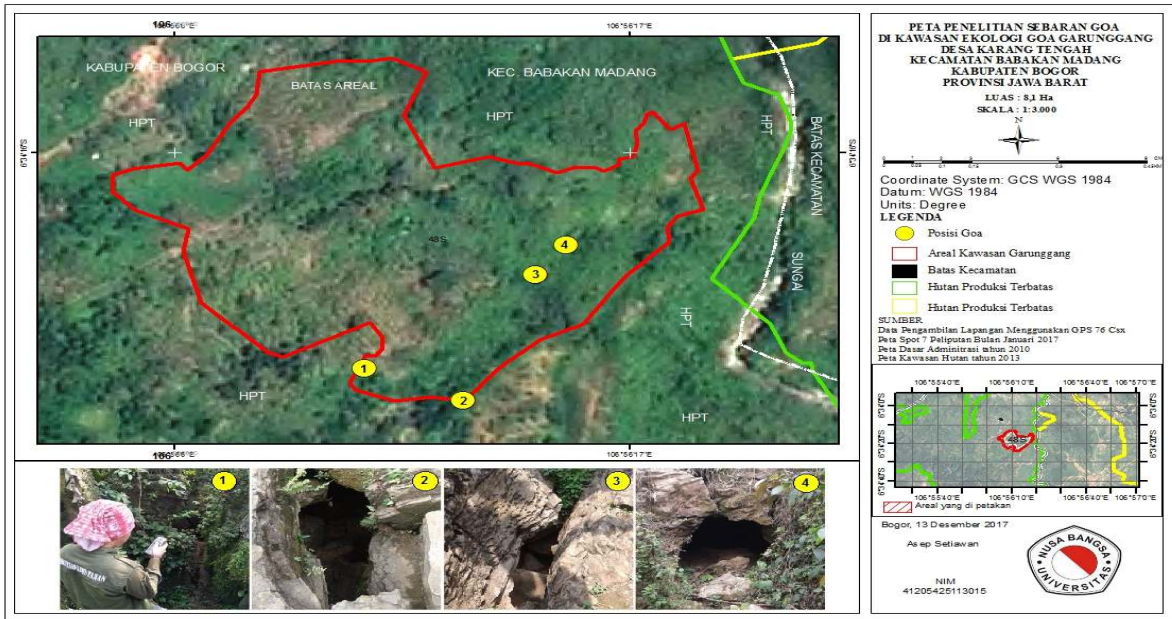 106°56'17"E
KABUPATEN BOGOR
KEC. BABAKAN MADANG
BATAS AREAL
HPT
HPT
HPT
BATAS KECAMATAN
48S
4
3
SUNGAI
HPT
1
2
HPT
HPT
106°56'17"E
1
2
3
4
PETA PENELITIAN SEBARAN GOA
DI KAWASAN EKOLOGI GOA GARUNGGANG
DESA KARANG TENGAH
KECAMATAN BABAKAN MADANG
KABUPATEN BOGOR
PROVINSI JAWA BARAT
LUAS : 8,1 Ha
SKALA : 1:3.000
N
Coordinate System: GCS WGS 1984
Datum: WGS 1984
Units: Degree
LEGENDA
Posisi Goa
Areal Kawasan Garunggang
Batas Kecamatan
Hutan Produksi Terbatas
Hutan Produksi Terbatas
SUMBER
Data Pengambilan Lapangan Menggunakan GPS 76 Csx
Peta Spot 7 Peliputan Bulan Januari 2017
Peta Dasar Adminitrasi tahun 2010
Peta Kawasan Hutan tahun 2013
48S
Areal yang di petakan
Bogor, 13 Desember 2017
Asep Setiawan
NIM
41205425113015
NUSA BANGSA
UNIVERSITAS